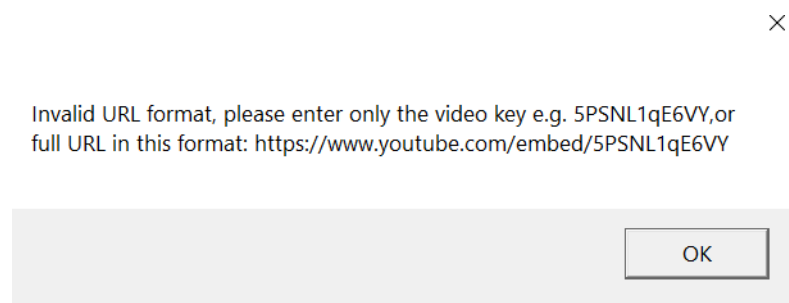 Invalid URL format, please enter only the video key e.g. 5PSNL1qE6VY,or
full URL in this format: https://www.youtube.com/embed/5PSNL1qE6VY
OK